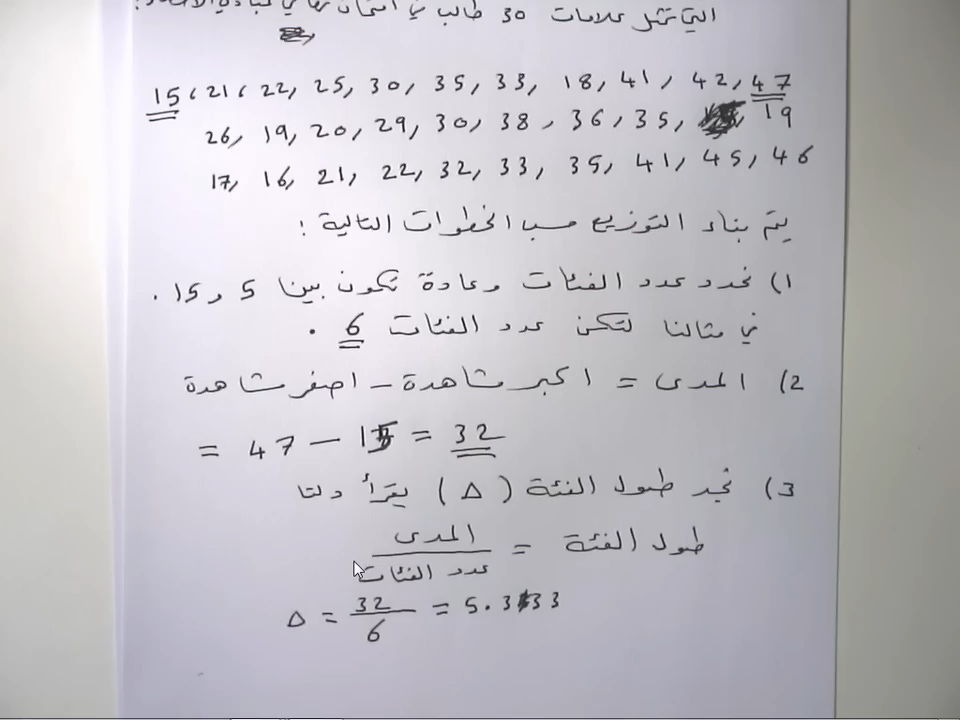 التي تمثل علامات 30 طالب في امتحان نهائي
15، 21، 22, 25, 30, 35, 33, 18, 41, 42, 47
26, 19, 20, 29, 30, 38, 36, 35, 19
17, 16, 21, 22, 32, 33, 35, 41, 45, 46
يتم بناء التوزيع حسب الخطوات التالية :
1) نحدد عدد الفئات وعادة تكون بين 5 و 15 .
في مثالنا لتكن عدد الفئات 6 .
2) المدى = اكبر مشاهدة - اصغر مشاهدة
= 47 - 15 = 32
3) نجد طول الفئة ( Δ ) يقرأ دلتا
طول الفئة = المدى
عدد الفئات
Δ = 32/6 = 5.333